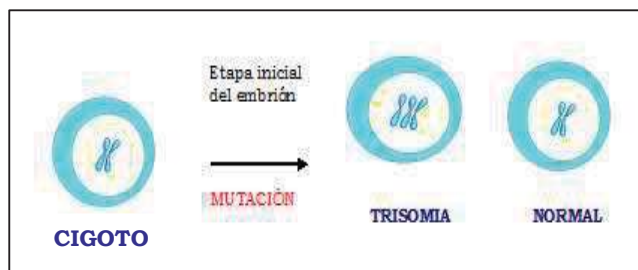 Etapa inicial
del embrión
MUTACIÓN
CIGOTO
TRISOMIA
NORMAL